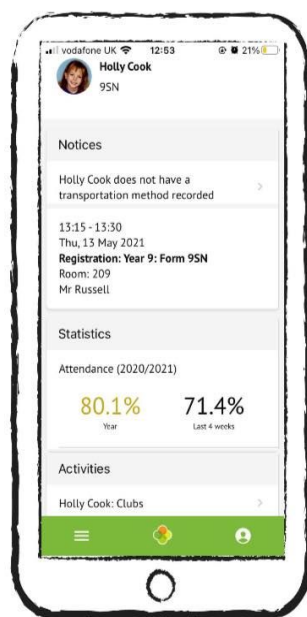 vodafone UK 12:53 21%
Holly Cook
9SN
Notices
Holly Cook does not have a
transportation method recorded
13:15 - 13:30
Thu, 13 May 2021
Registration: Year 9: Form 9SN
Room: 209
Mr Russell
Statistics
Attendance (2020/2021)
80.1% 71.4%
Year Last 4 weeks
Activities
Holly Cook: Clubs